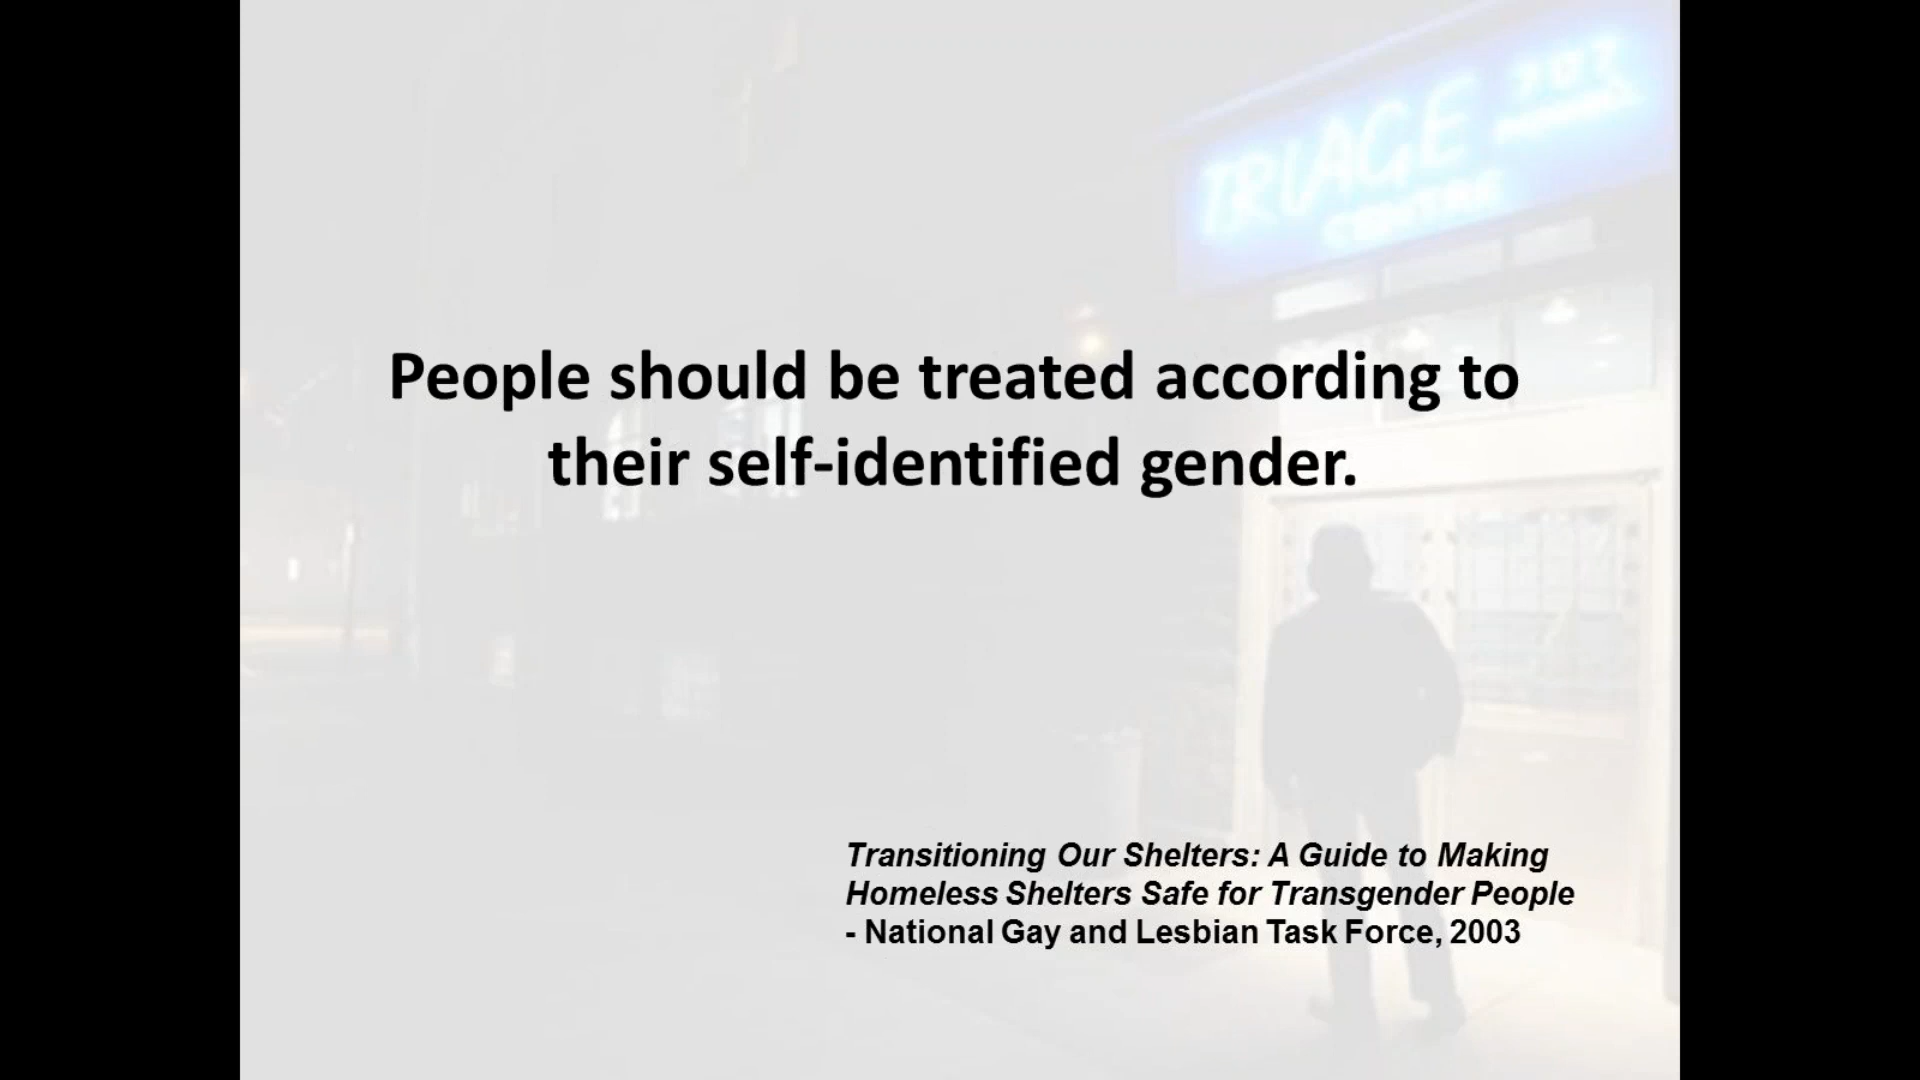 TRIAGE
CENTRE
People should be treated according to
their self-identified gender.
Transitioning Our Shelters: A Guide to Making
Homeless Shelters Safe for Transgender People
- National Gay and Lesbian Task Force, 2003